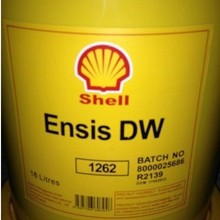 Shell
Ensis DW
1262
BATCH NO
8000025686
R2139
18 Litres